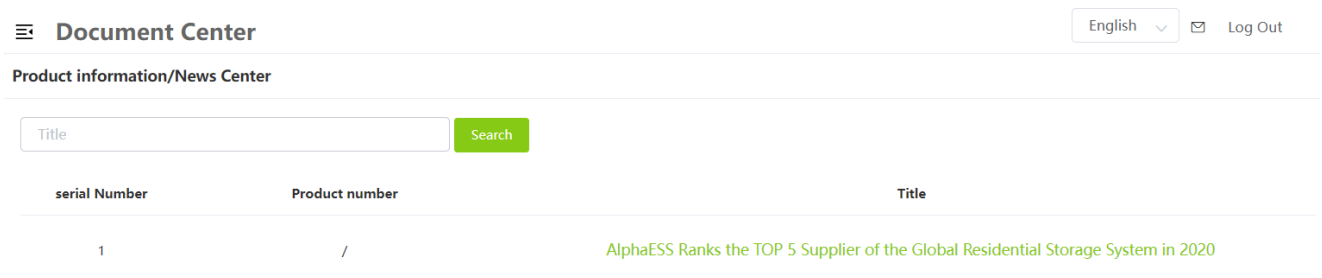 Document Center
English
Log Out
Product information/News Center
Title
Search
serial Number Product number Title
1 / AlphaESS Ranks the TOP 5 Supplier of the Global Residential Storage System in 2020